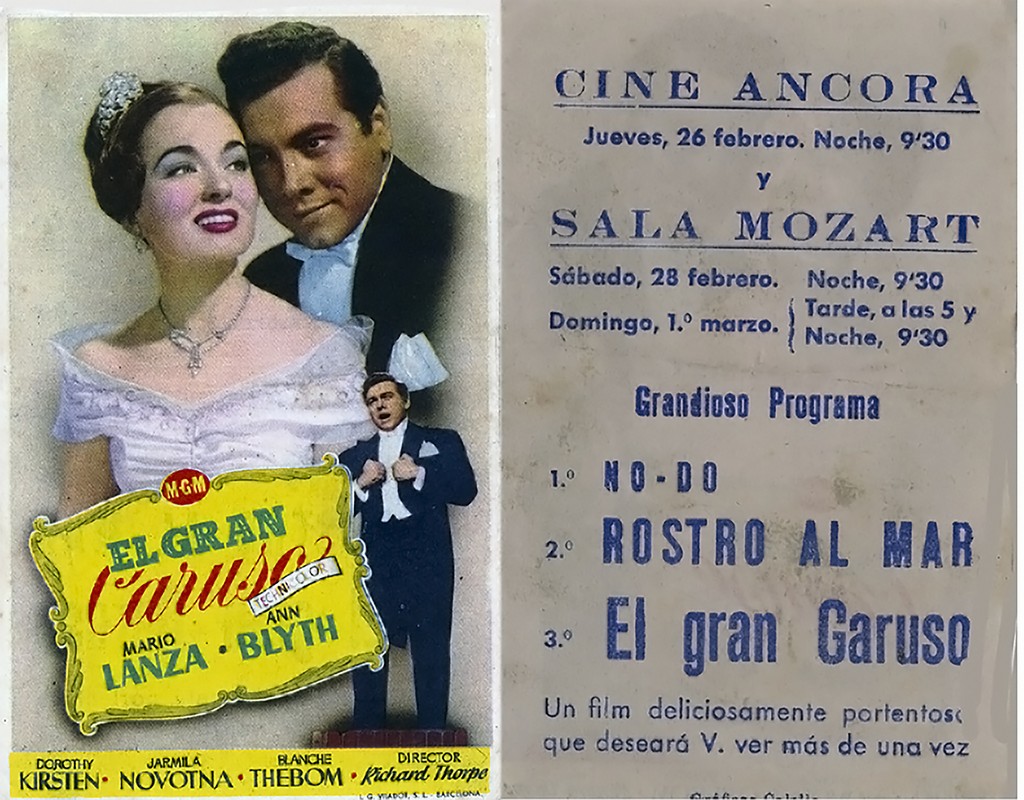 M-G-M
EL GRAN
Caruso
TECHNICOLOR
MARIO
LANZA ·
ANN
BLYTH
DOROTHY
KIRSTEN ·
JARMILA
NOVOTNA ·
BLANCHE
THEBOM ·
DIRECTOR
Richard Thorpe
I. G. VIADOR, S. L. - BARCELONA.
CINE ANCORA
Jueves, 26 febrero. Noche, 9'30
y
SALA MOZART
Sábado, 28 febrero. Noche, 9'30
Domingo, 1.º marzo. { Tarde, a las 5 y
Noche, 9'30
Grandioso Programa
1.º NO-DO
2.º ROSTRO AL MAR
3.º El gran Garuso
Un film deliciosamente portentos
que deseará V. ver más de una vez
Gráficas